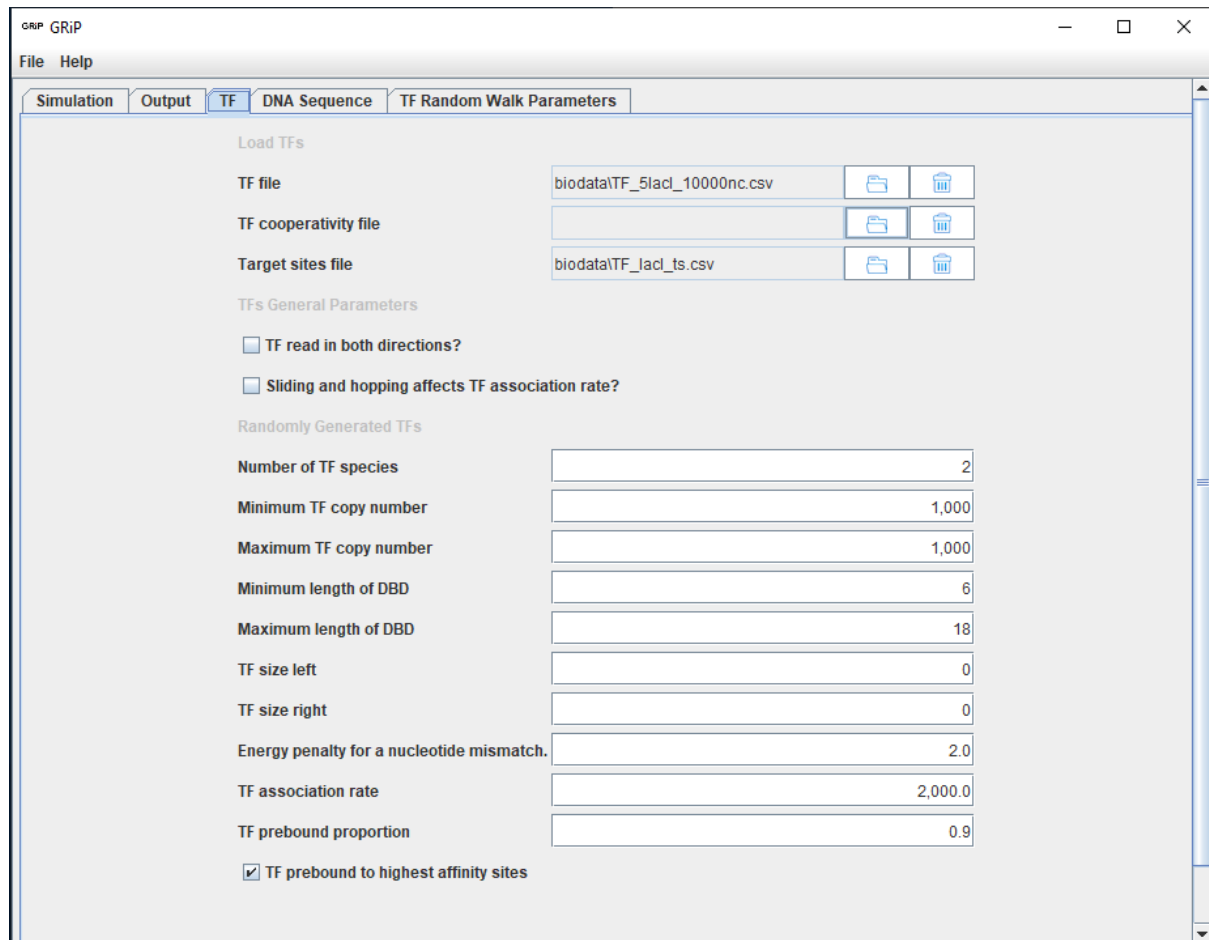 GRiP GRiP
File Help
Simulation Output TF DNA Sequence TF Random Walk Parameters
Load TFs
TF file biodata\TF_5lacI_10000nc.csv
TF cooperativity file
Target sites file biodata\TF_lacI_ts.csv
TFs General Parameters
TF read in both directions?
Sliding and hopping affects TF association rate?
Randomly Generated TFs
Number of TF species 2
Minimum TF copy number 1,000
Maximum TF copy number 1,000
Minimum length of DBD 6
Maximum length of DBD 18
TF size left 0
TF size right 0
Energy penalty for a nucleotide mismatch. 2.0
TF association rate 2,000.0
TF prebound proportion 0.9
TF prebound to highest affinity sites